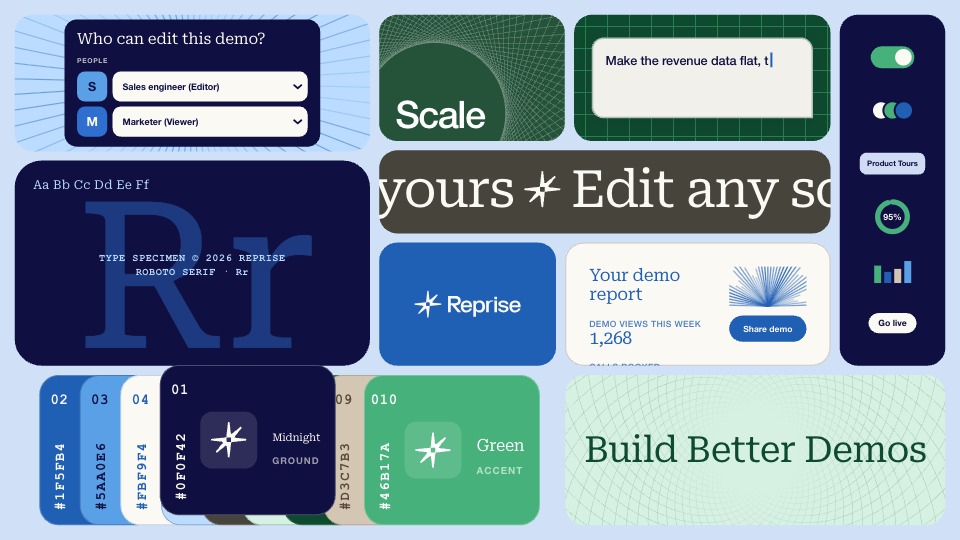 Who can edit this demo?
PEOPLE
S
Sales engineer (Editor)
M
Marketer (Viewer)
Scale
Make the revenue data flat, t
Product Tours
95%
Go live
Aa Bb Cc Dd Ee Ff
Rr
TYPE SPECIMEN © 2026 REPRISE
ROBOTO SERIF · Rr
yours Edit any
Reprise
Your demo
report
DEMO VIEWS THIS WEEK
1,268
Share demo
02
#1F5FB4
03
#5AA0E6
04
#FBF9F4
01
#0F0F42
Midnight
GROUND
09
#D3C7B3
010
#46B17A
Green
ACCENT
Build Better Demos